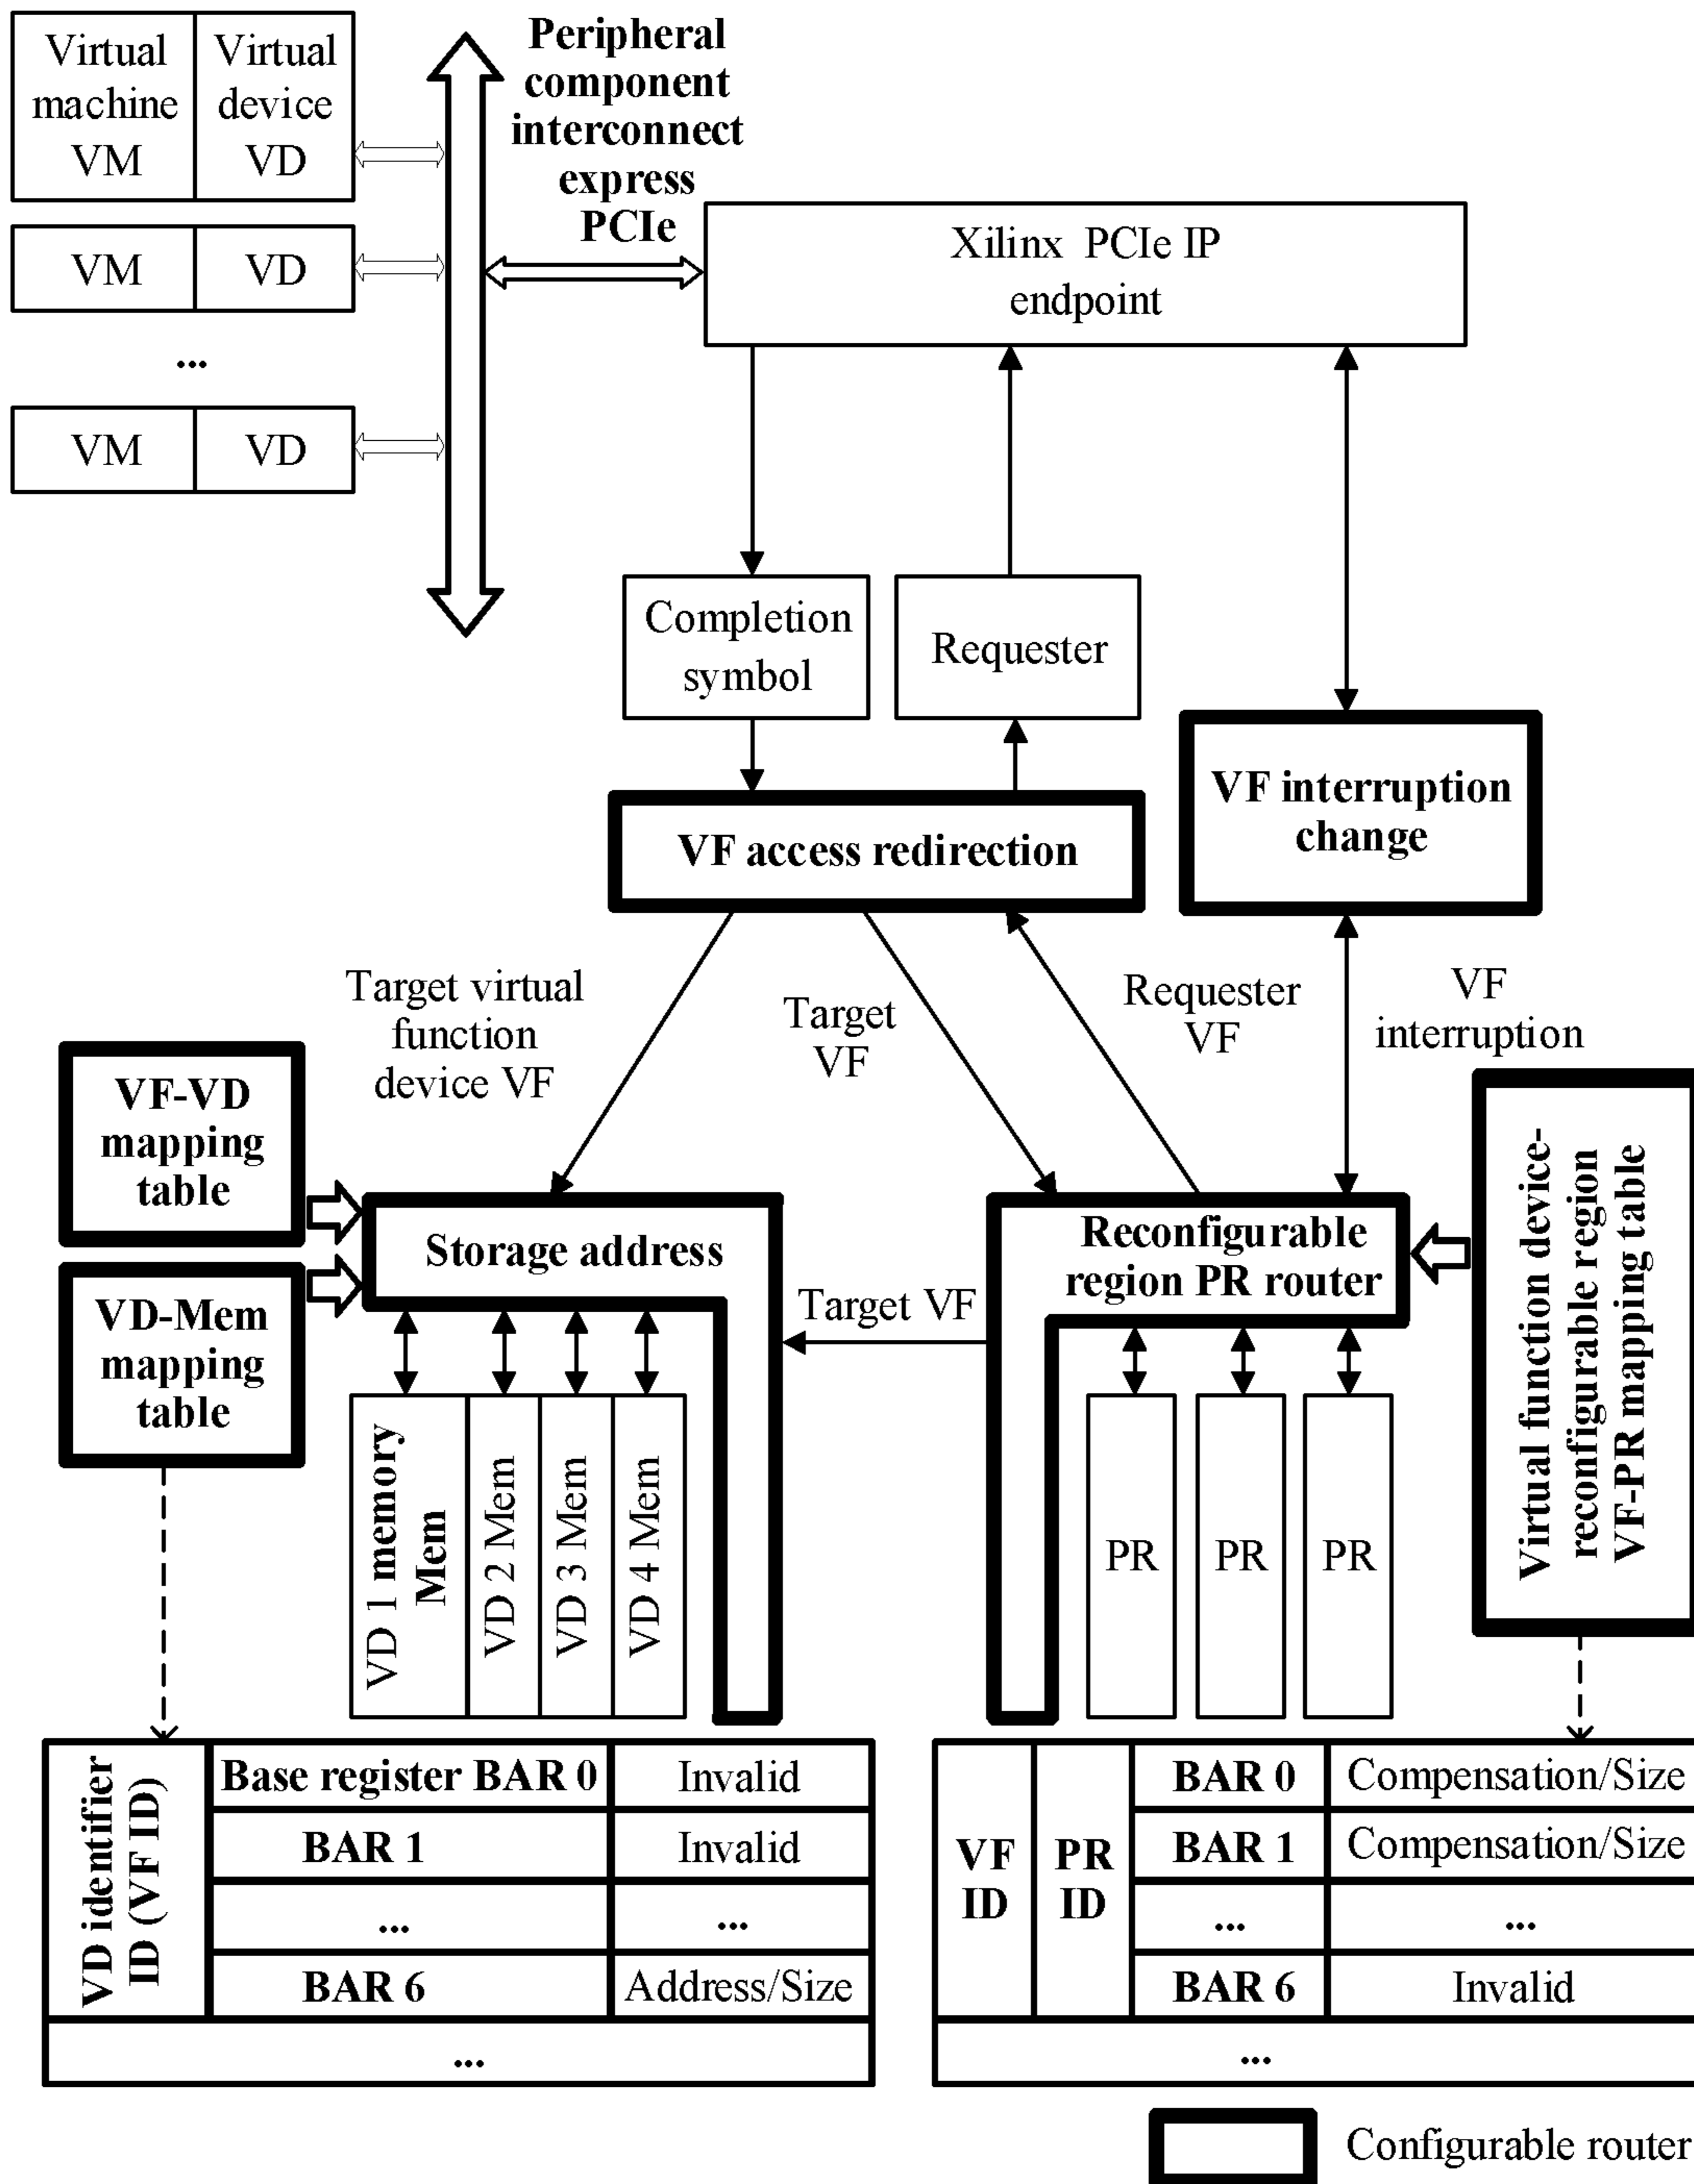 Virtual
machine
VM
Virtual
device
VD
Peripheral
component
interconnect
express
PCIe
VM
VD
...
VM
VD
Xilinx PCIe IP
endpoint
Completion
symbol
Requester
VF interruption
change
VF access redirection
Target virtual
function
device VF
Target
VF
Requester
VF
VF
interruption
VF-VD
mapping
table
VD-Mem
mapping
table
Storage address
Target VF
Reconfigurable
region PR router
Virtual function device-
reconfigurable region
VF-PR mapping table
VD 1 memory
Mem
VD 2 Mem
VD 3 Mem
VD 4 Mem
PR
PR
PR
VD identifier
ID (VF ID)
Base register BAR 0
Invalid
BAR 1
Invalid
...
...
BAR 6
Address/Size
...
VF
ID
PR
ID
BAR 0
Compensation/Size
BAR 1
Compensation/Size
...
...
BAR 6
Invalid
...
Configurable router